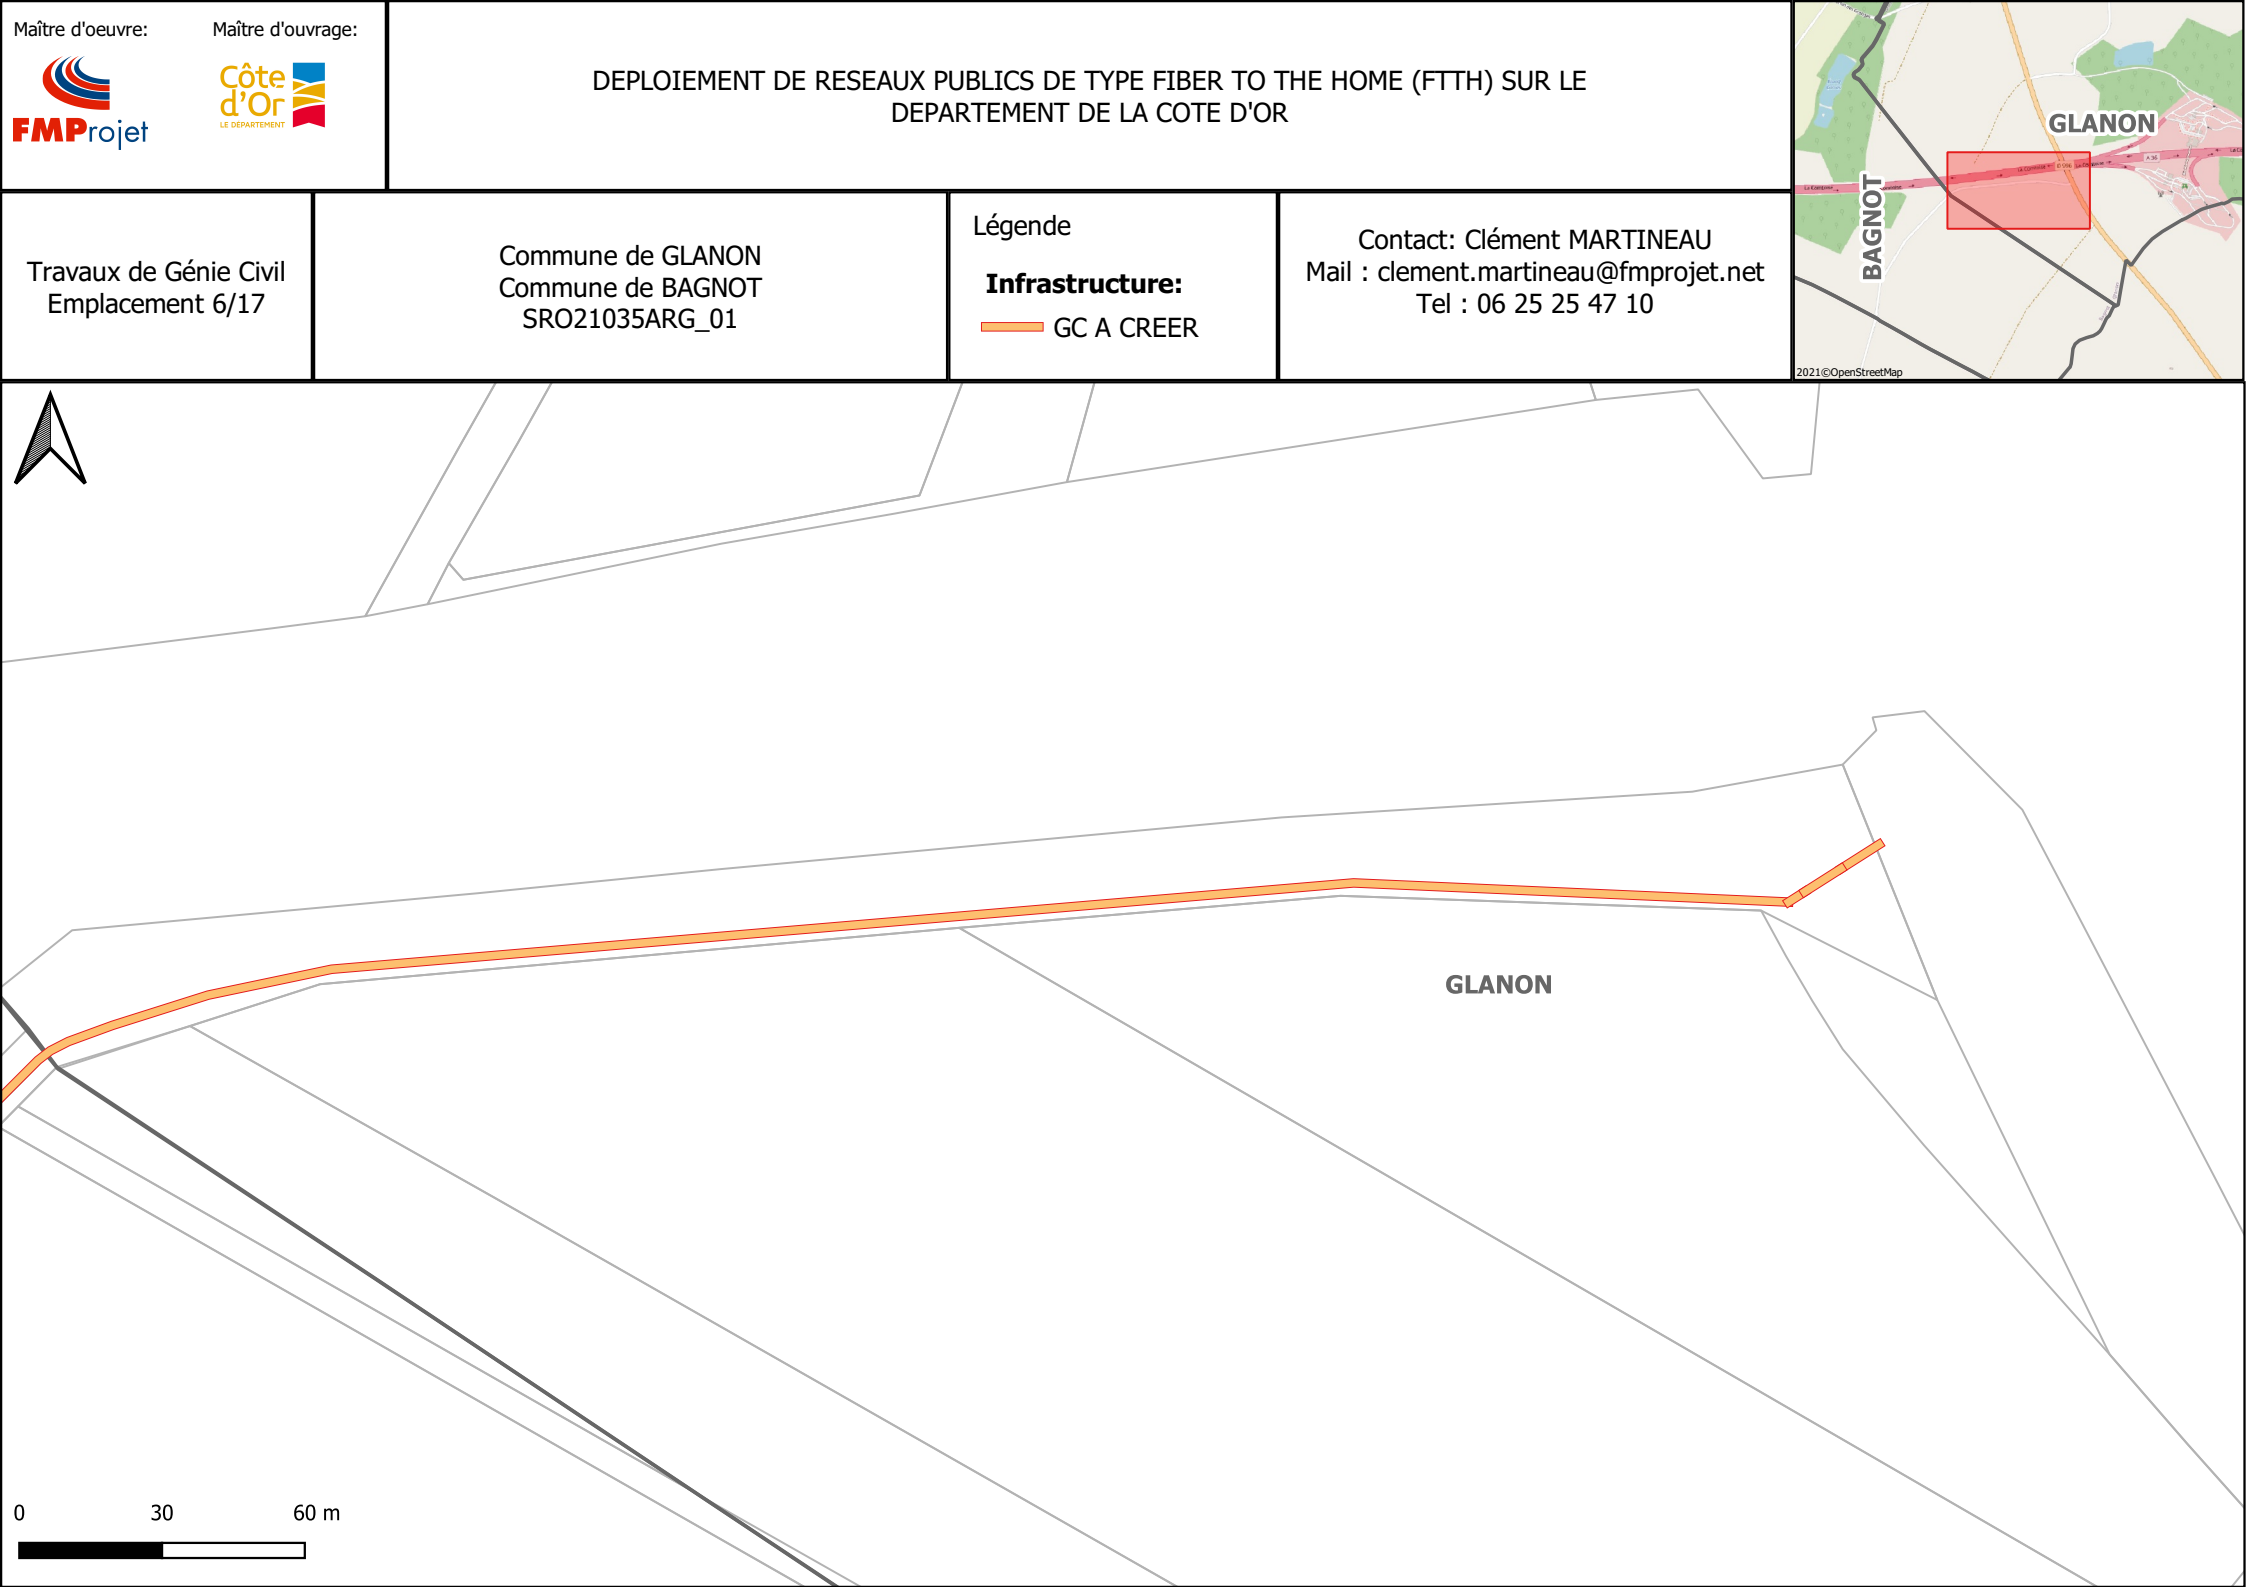 Maître d'oeuvre:
Maître d'ouvrage:
FMProjet
Côte
d'Or
LE DÉPARTEMENT
DEPLOIEMENT DE RESEAUX PUBLICS DE TYPE FIBER TO THE HOME (FTTH) SUR LE
DEPARTEMENT DE LA COTE D'OR
Travaux de Génie Civil
Emplacement 6/17
Commune de GLANON
Commune de BAGNOT
SRO21035ARG_01
Légende
Infrastructure:
GC A CREER
Contact: Clément MARTINEAU
Mail : clement.martineau@fmprojet.net
Tel : 06 25 25 47 10
GLANON
BAGNOT
A 36
2021©OpenStreetMap
GLANON
0 30 60 m